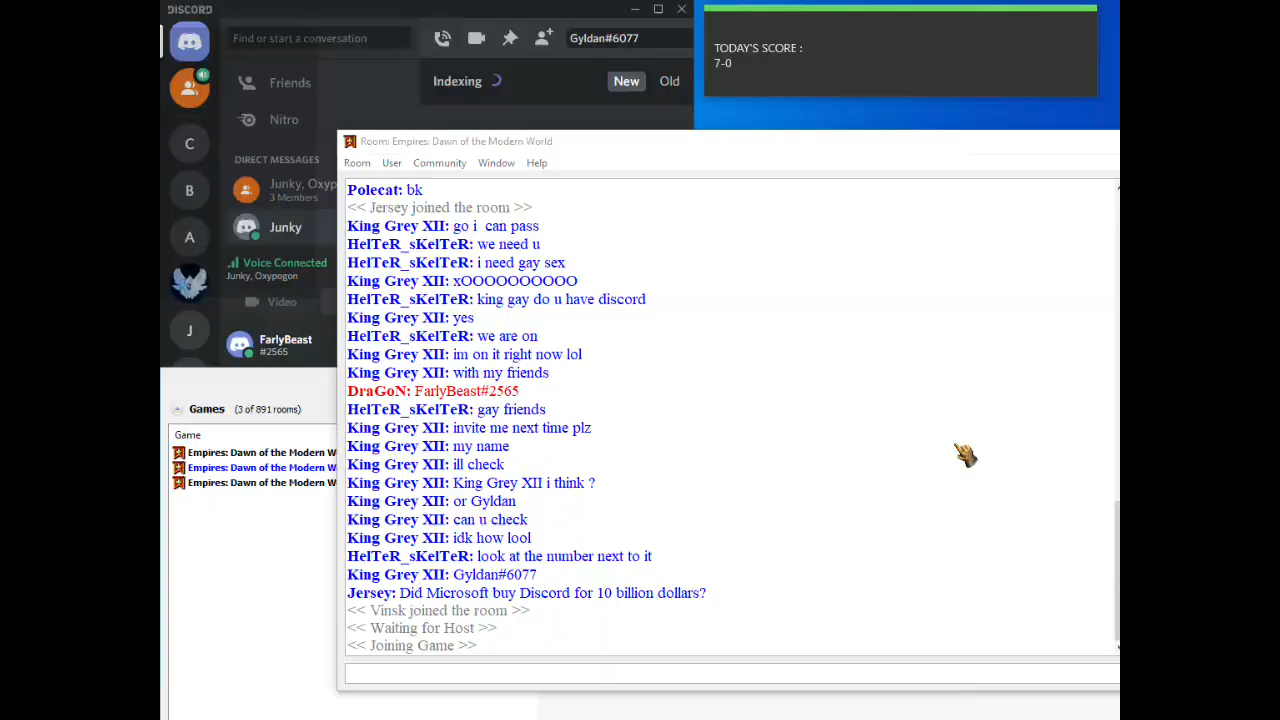 DISCORD
Find or start a conversation
Gyldan#6077
Friends
Indexing
New
Old
Nitro
DIRECT MESSAGES
Junky, Oxyp
3 Members
Junky
Voice Connected
Junky, Oxypogon
Video
FarlyBeast
#2565
C
B
A
J
TODAY'S SCORE :
7-0
Games (3 of 891 rooms)
Game
Empires: Dawn of the Modern W
Empires: Dawn of the Modern W
Empires: Dawn of the Modern W
Room: Empires: Dawn of the Modern World
Room User Community Window Help
Polecat: bk
<< Jersey joined the room >>
King Grey XII: go i  can pass
HelTeR_sKelTeR: we need u
HelTeR_sKelTeR: i need gay sex
King Grey XII: xOOOOOOOOOO
HelTeR_sKelTeR: king gay do u have discord
King Grey XII: yes
HelTeR_sKelTeR: we are on
King Grey XII: im on it right now lol
King Grey XII: with my friends
DraGoN: FarlyBeast#2565
HelTeR_sKelTeR: gay friends
King Grey XII: invite me next time plz
King Grey XII: my name
King Grey XII: ill check
King Grey XII: King Grey XII i think ?
King Grey XII: or Gyldan
King Grey XII: can u check
King Grey XII: idk how lool
HelTeR_sKelTeR: look at the number next to it
King Grey XII: Gyldan#6077
Jersey: Did Microsoft buy Discord for 10 billion dollars?
<< Vinsk joined the room >>
<< Waiting for Host >>
<< Joining Game >>